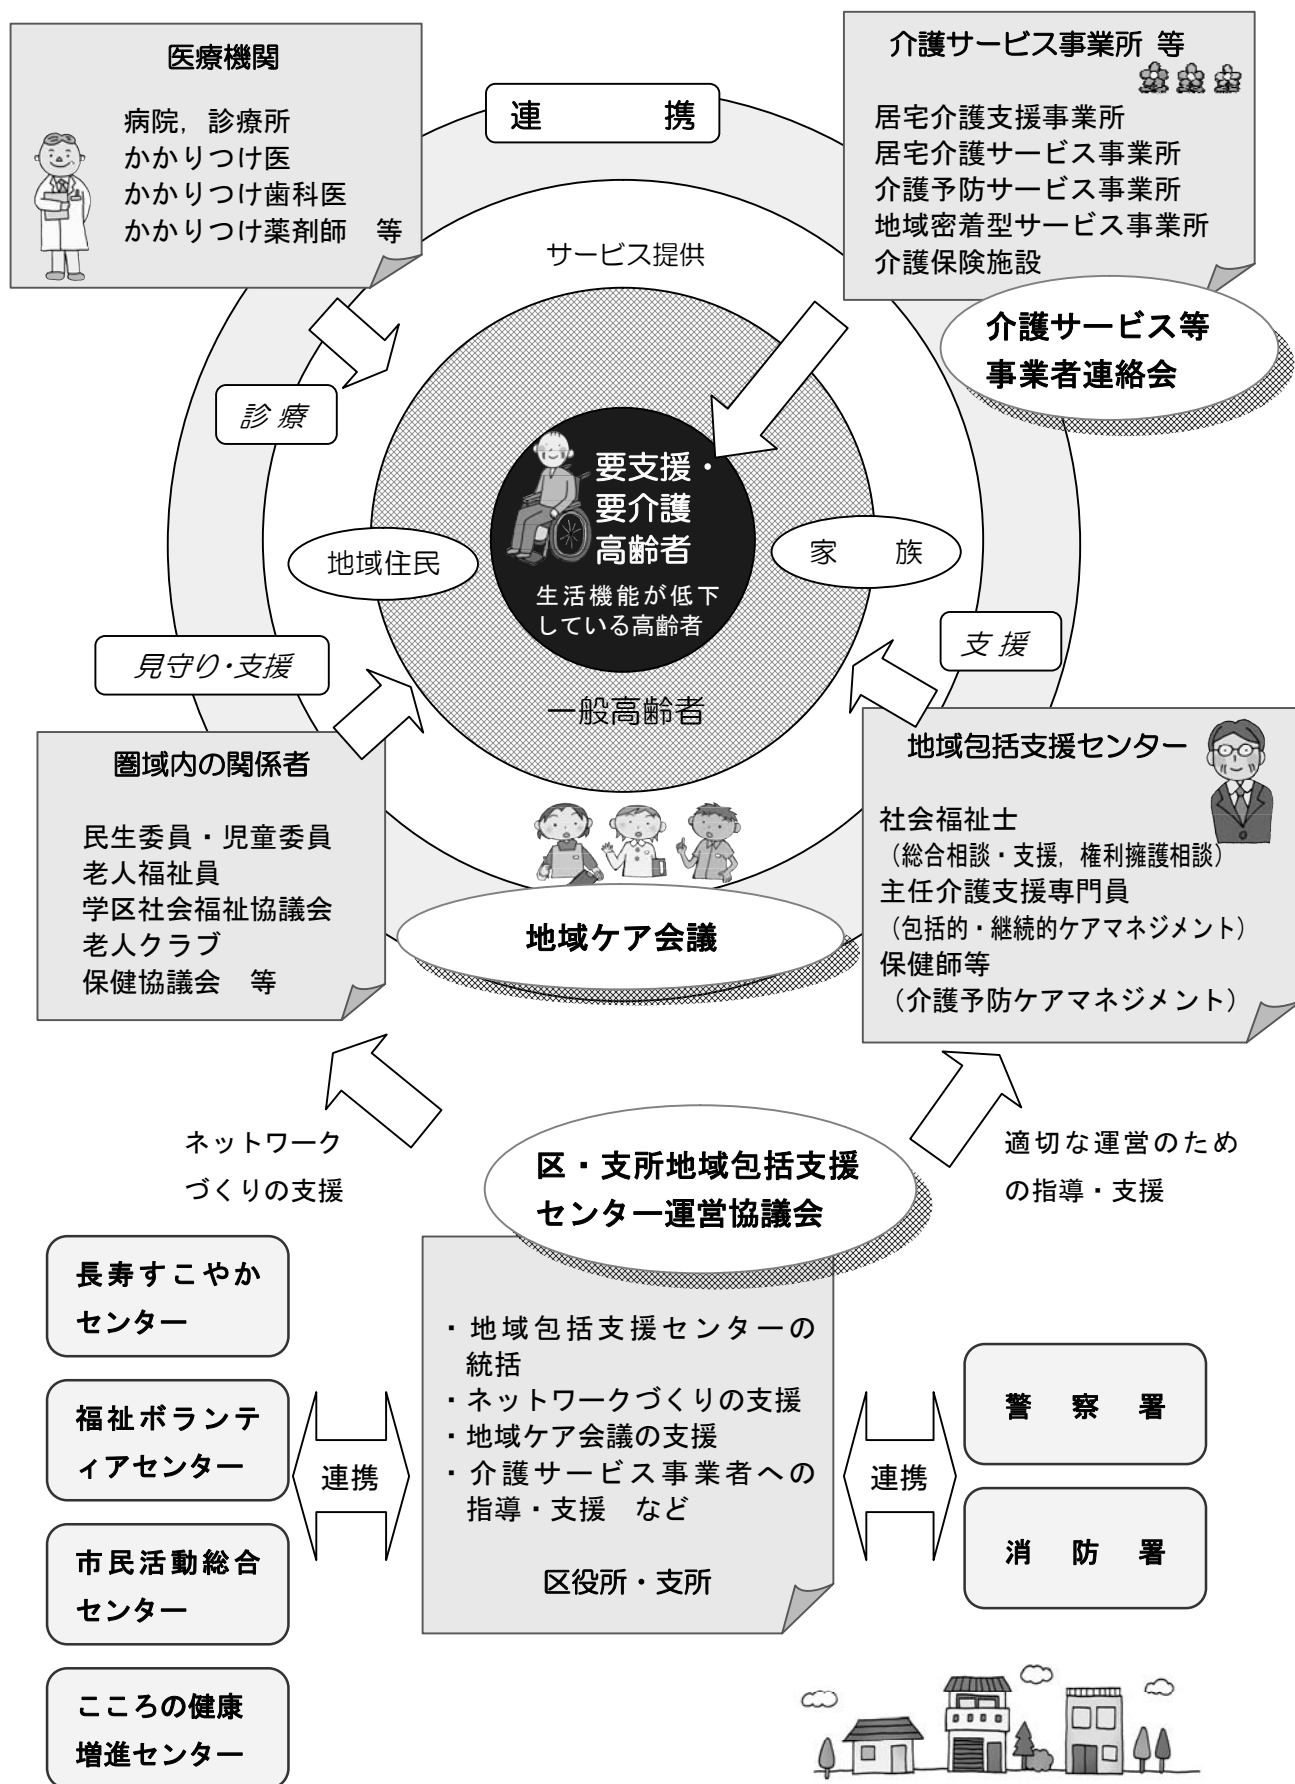 医療機関
病院，診療所
かかりつけ医
かかりつけ歯科医
かかりつけ薬剤師　等
介護サービス事業所 等
居宅介護支援事業所
居宅介護サービス事業所
介護予防サービス事業所
地域密着型サービス事業所
介護保険施設
連　　携
サービス提供
介護サービス等
事業者連絡会
診 療
要支援・
要介護
高齢者
生活機能が低下
している高齢者
地域住民
家　族
見守り・支援
支 援
一般高齢者
圏域内の関係者
民生委員・児童委員
老人福祉員
学区社会福祉協議会
老人クラブ
保健協議会　等
地域包括支援センター
社会福祉士
（総合相談・支援，権利擁護相談）
主任介護支援専門員
（包括的・継続的ケアマネジメント）
保健師等
（介護予防ケアマネジメント）
地域ケア会議
ネットワーク
づくりの支援
区・支所地域包括支援
センター運営協議会
適切な運営のため
の指導・支援
長寿すこやか
センター
福祉ボランテ
ィアセンター
市民活動総合
センター
こころの健康
増進センター
連携
・地域包括支援センターの
統括
・ネットワークづくりの支援
・地域ケア会議の支援
・介護サービス事業者への
指導・支援　など
区役所・支所
連携
警　察　署
消　防　署